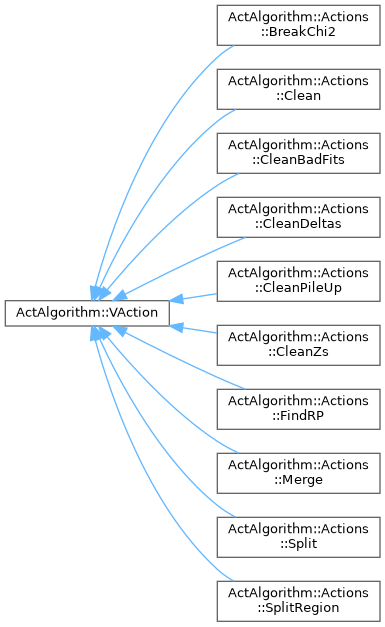 ActAlgorithm::Actions
::BreakChi2
ActAlgorithm::Actions
::Clean
ActAlgorithm::Actions
::CleanBadFits
ActAlgorithm::Actions
::CleanDeltas
ActAlgorithm::Actions
::CleanPileUp
ActAlgorithm::VAction
ActAlgorithm::Actions
::CleanZs
ActAlgorithm::Actions
::FindRP
ActAlgorithm::Actions
::Merge
ActAlgorithm::Actions
::Split
ActAlgorithm::Actions
::SplitRegion